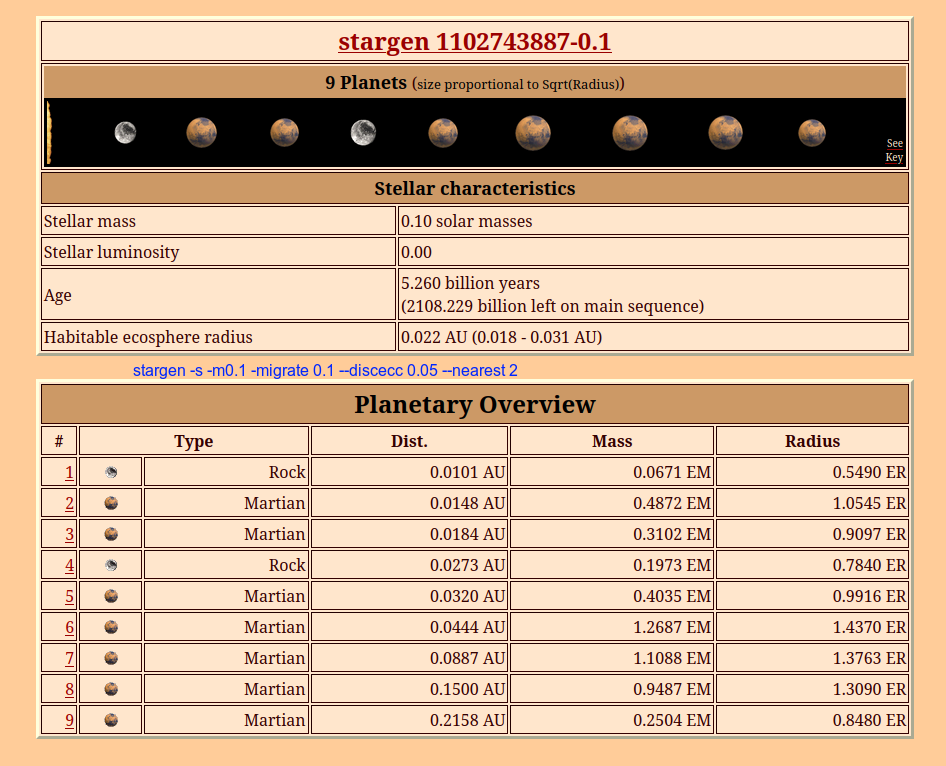 stargen 1102743887-0.1
9 Planets (size proportional to Sqrt(Radius))
See
Key
Stellar characteristics
Stellar mass 0.10 solar masses
Stellar luminosity 0.00
Age 5.260 billion years
(2108.229 billion left on main sequence)
Habitable ecosphere radius 0.022 AU (0.018 - 0.031 AU)
stargen -s -m0.1 -migrate 0.1 --discecc 0.05 --nearest 2
Planetary Overview
# Type Dist. Mass Radius
1 Rock 0.0101 AU 0.0671 EM 0.5490 ER
2 Martian 0.0148 AU 0.4872 EM 1.0545 ER
3 Martian 0.0184 AU 0.3102 EM 0.9097 ER
4 Rock 0.0273 AU 0.1973 EM 0.7840 ER
5 Martian 0.0320 AU 0.4035 EM 0.9916 ER
6 Martian 0.0444 AU 1.2687 EM 1.4370 ER
7 Martian 0.0887 AU 1.1088 EM 1.3763 ER
8 Martian 0.1500 AU 0.9487 EM 1.3090 ER
9 Martian 0.2158 AU 0.2504 EM 0.8480 ER